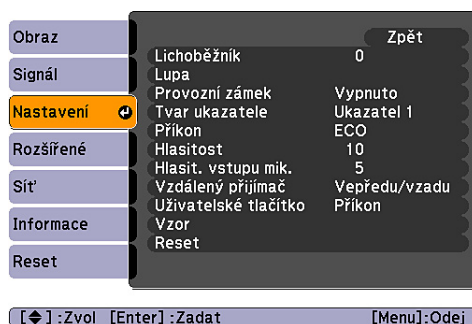 Obraz
Signál
Nastavení
Rozšířené
Síť
Informace
Reset
Zpět
Lichoběžník 0
Lupa
Provozní zámek Vypnuto
Tvar ukazatele Ukazatel 1
Příkon ECO
Hlasitost 10
Hlasit. vstupu mik. 5
Vzdálený přijímač Vepředu/vzadu
Uživatelské tlačítko Příkon
Vzor
Reset
[◆] :Zvol [Enter] :Zadat [Menu]:Odej